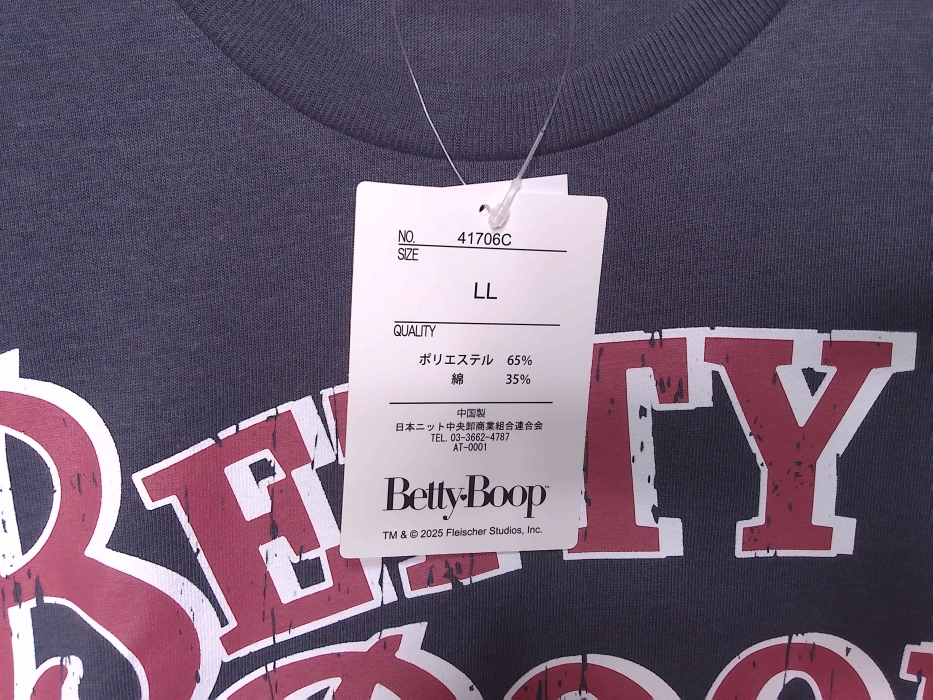 NO. 41706C
SIZE
LL
QUALITY
ポリエステル 65%
綿 35%
中国製
日本ニット中央卸商業組合連合会
TEL. 03-3662-4787
AT-0001
Betty Boop™
TM & © 2025 Fleischer Studios, Inc.
BETTY